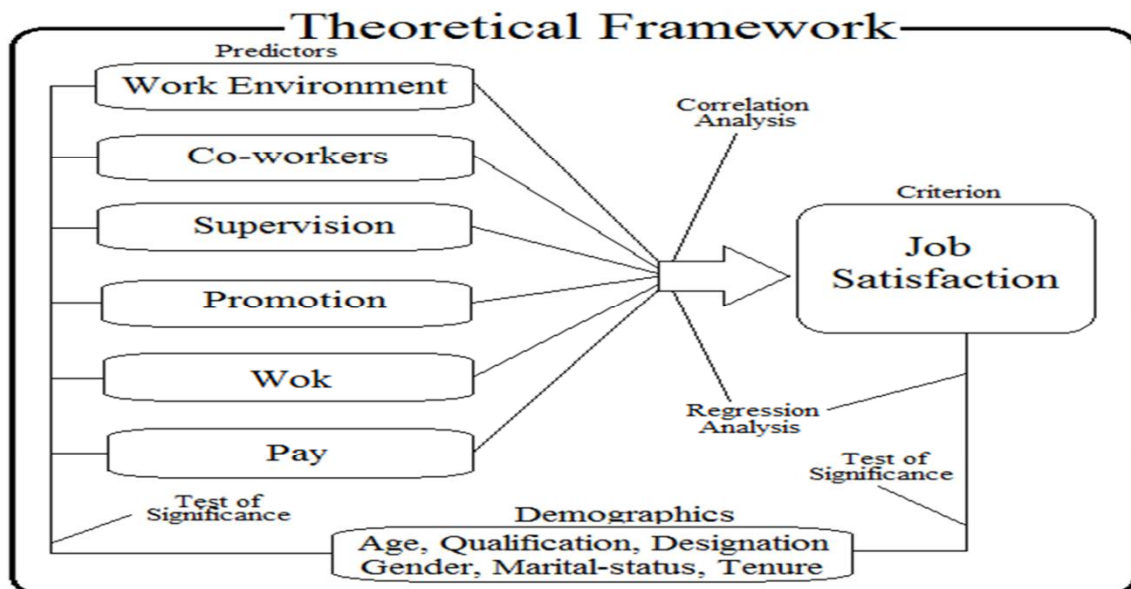 Theoretical Framework
Predictors
Work Environment
Co-workers
Supervision
Promotion
Wok
Pay
Correlation
Analysis
Criterion
Job
Satisfaction
Regression
Analysis
Test of
Significance
Test of
Significance
Demographics
Age, Qualification, Designation
Gender, Marital-status, Tenure